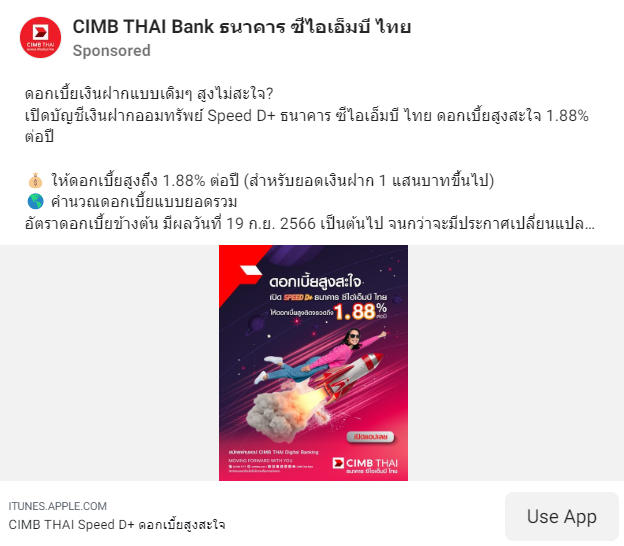 CIMB THAI Bank ธนาคาร ซีไอเอ็มบี ไทย
Sponsored
ดอกเบี้ยเงินฝากแบบเดิมๆ สูงไม่สะใจ?
เปิดบัญชีเงินฝากออมทรัพย์ Speed D+ ธนาคาร ซีไอเอ็มบี ไทย ดอกเบี้ยสูงสะใจ 1.88%
ต่อปี
💰 ให้ดอกเบี้ยสูงถึง 1.88% ต่อปี (สำหรับยอดเงินฝาก 1 แสนบาทขึ้นไป)
🌎 คำนวณดอกเบี้ยแบบยอดรวม
อัตราดอกเบี้ยข้างต้น มีผลวันที่ 19 ก.ย. 2566 เป็นต้นไป จนกว่าจะมีประกาศเปลี่ยนแปล...
ดอกเบี้ยสูงสะใจ
เปิด SPEED D+ ธนาคาร ซีไอเอ็มบี ไทย
ให้ดอกเบี้ยสูงติดจรวดถึง 1.88% ต่อปี
เปิดแอปเลย
สมัครผ่านแอป CIMB THAI Digital Banking
MOVING FORWARD WITH YOU
CIMB THAI
ธนาคาร ซีไอเอ็มบี ไทย
ITUNES.APPLE.COM
CIMB THAI Speed D+ ดอกเบี้ยสูงสะใจ
Use App